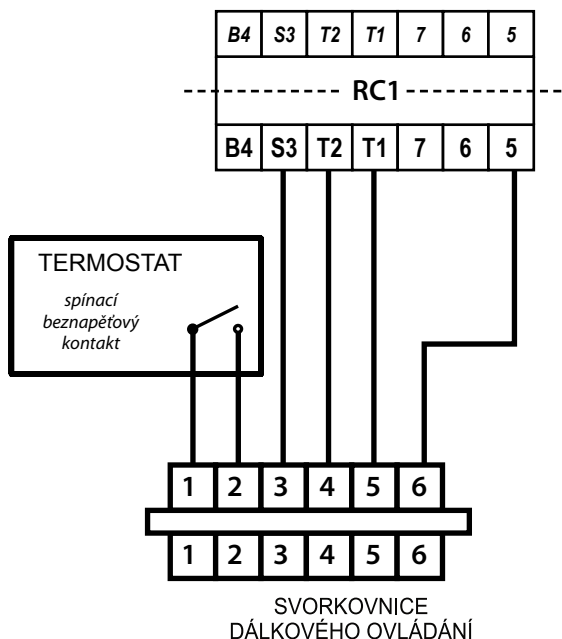 B4 S3 T2 T1 7 6 5
RC1
B4 S3 T2 T1 7 6 5
TERMOSTAT
spínací
beznapěťový
kontakt
1 2 3 4 5 6
1 2 3 4 5 6
SVORKOVNICE
DÁLKOVÉHO OVLÁDÁNÍ